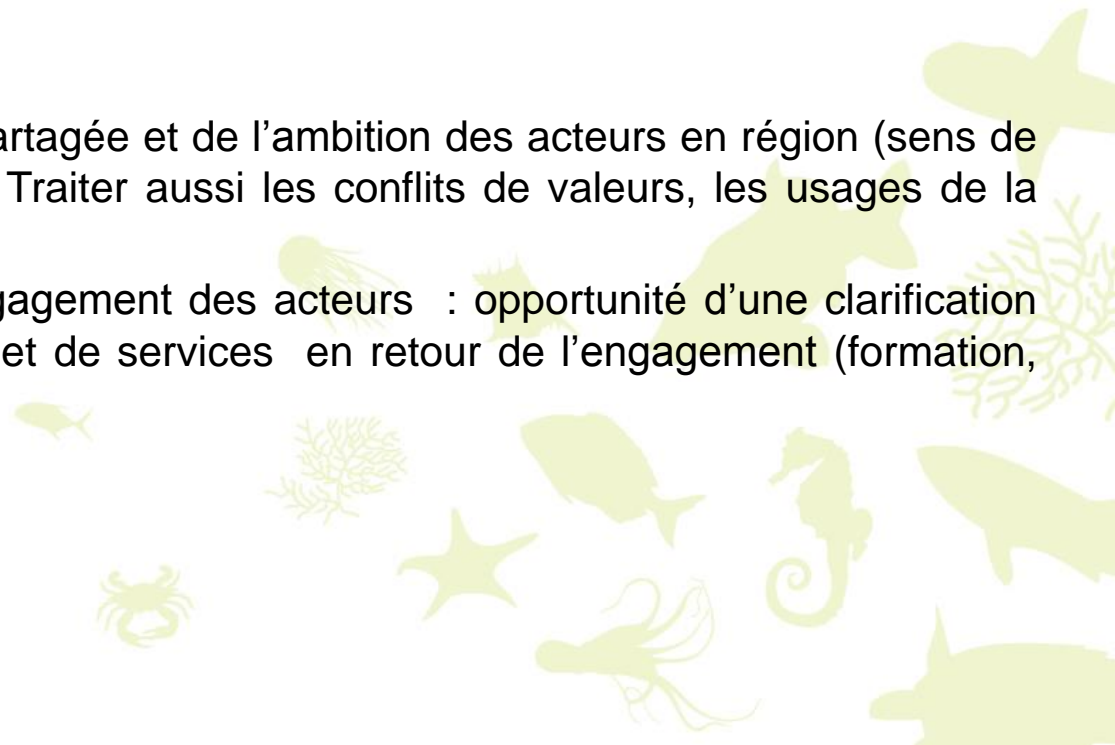 artagée et de l’ambition des acteurs en région (sens de
Traiter aussi les conflits de valeurs, les usages de la
gagement des acteurs : opportunité d’une clarification
et de services en retour de l’engagement (formation,